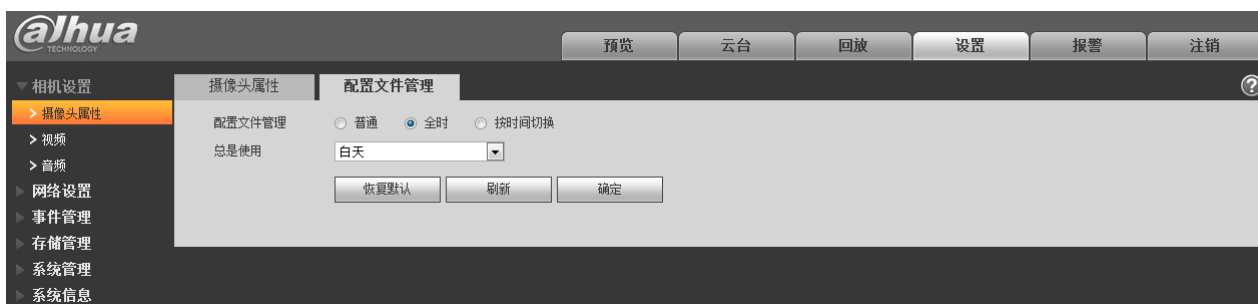 alhua
TECHNOLOGY
预览 云台 回放 设置 报警 注销
相机设置
摄像头属性 配置文件管理 ?
> 摄像头属性
配置文件管理 普通 全时 按时间切换
> 视频
总是使用 白天
> 音频
网络设置
恢复默认 刷新 确定
事件管理
存储管理
系统管理
系统信息